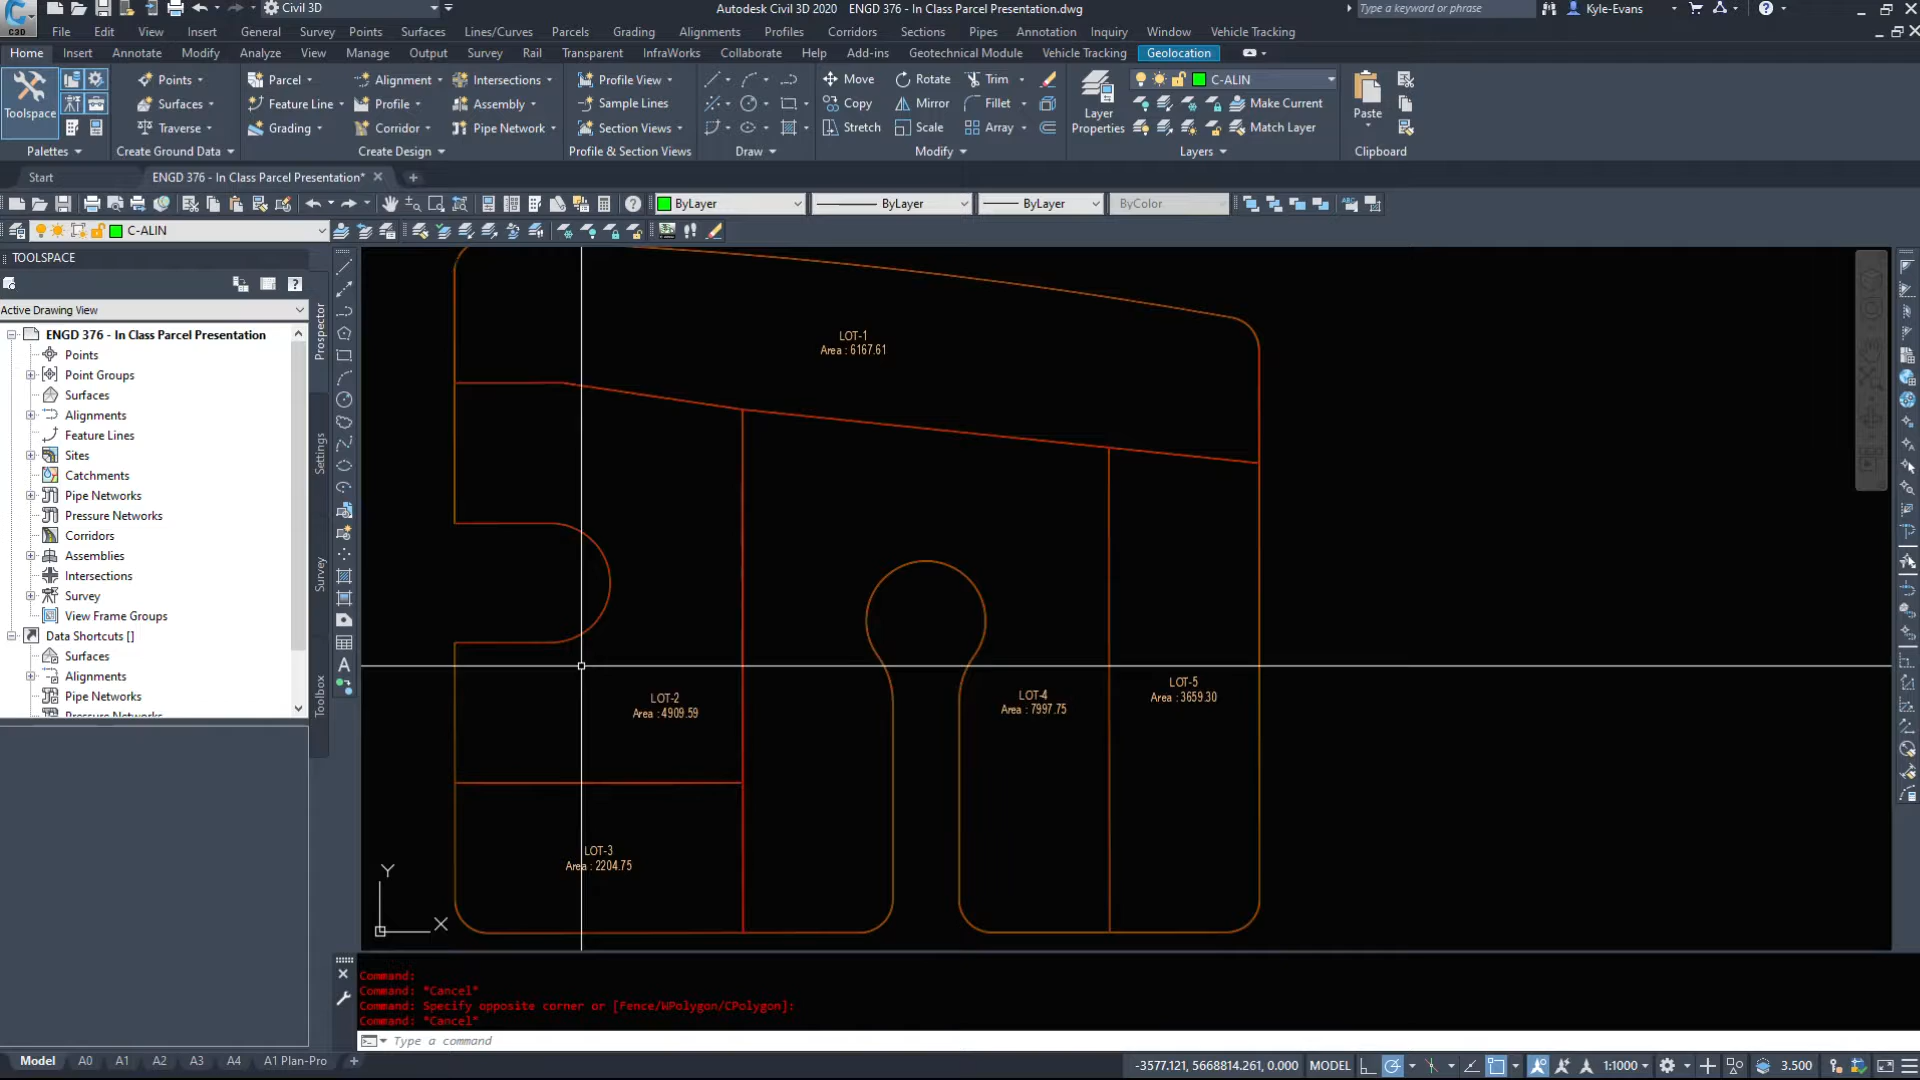 Civil 3D
Autodesk Civil 3D 2020 ENGD 376 - In Class Parcel Presentation.dwg
Type a keyword or phrase
Kyle-Evans
C3D
File Edit View Insert General Survey Points Surfaces Lines/Curves Parcels Grading Alignments Profiles Corridors Sections Pipes Annotation Inquiry Window Vehicle Tracking
Home Insert Annotate Modify Analyze View Manage Output Survey Rail Transparent InfraWorks Collaborate Help Add-ins Geotechnical Module Vehicle Tracking Geolocation
Points Parcel Alignment Intersections Profile View Move Rotate Trim C-ALIN
Toolspace Surfaces Feature Line Profile Assembly Sample Lines Copy Mirror Fillet Make Current
Traverse Grading Corridor Pipe Network Section Views Stretch Scale Array Layer Properties Match Layer Paste
Palettes Create Ground Data Create Design Profile & Section Views Draw Modify Layers Clipboard
Start ENGD 376 - In Class Parcel Presentation*
ByLayer ByLayer ByLayer ByColor
C-ALIN
TOOLSPACE
Active Drawing View
ENGD 376 - In Class Parcel Presentation
Points
Point Groups
Surfaces
Alignments
Feature Lines
Sites
Catchments
Pipe Networks
Pressure Networks
Corridors
Assemblies
Intersections
Survey
View Frame Groups
Data Shortcuts []
Surfaces
Alignments
Pipe Networks
Pressure Networks
Prospector
Settings
Survey
Toolbox
LOT-1
Area : 6167.61
LOT-2
Area : 4909.59
LOT-3
Area : 2204.75
LOT-4
Area : 7997.75
LOT-5
Area : 3659.30
Y
X
Command:
Command: *Cancel*
Command: Specify opposite corner or [Fence/WPolygon/CPolygon]:
Command: *Cancel*
Type a command
Model A0 A1 A2 A3 A4 A1 Plan-Pro
-3577.121, 5668814.261, 0.000 MODEL 1:1000 3.500